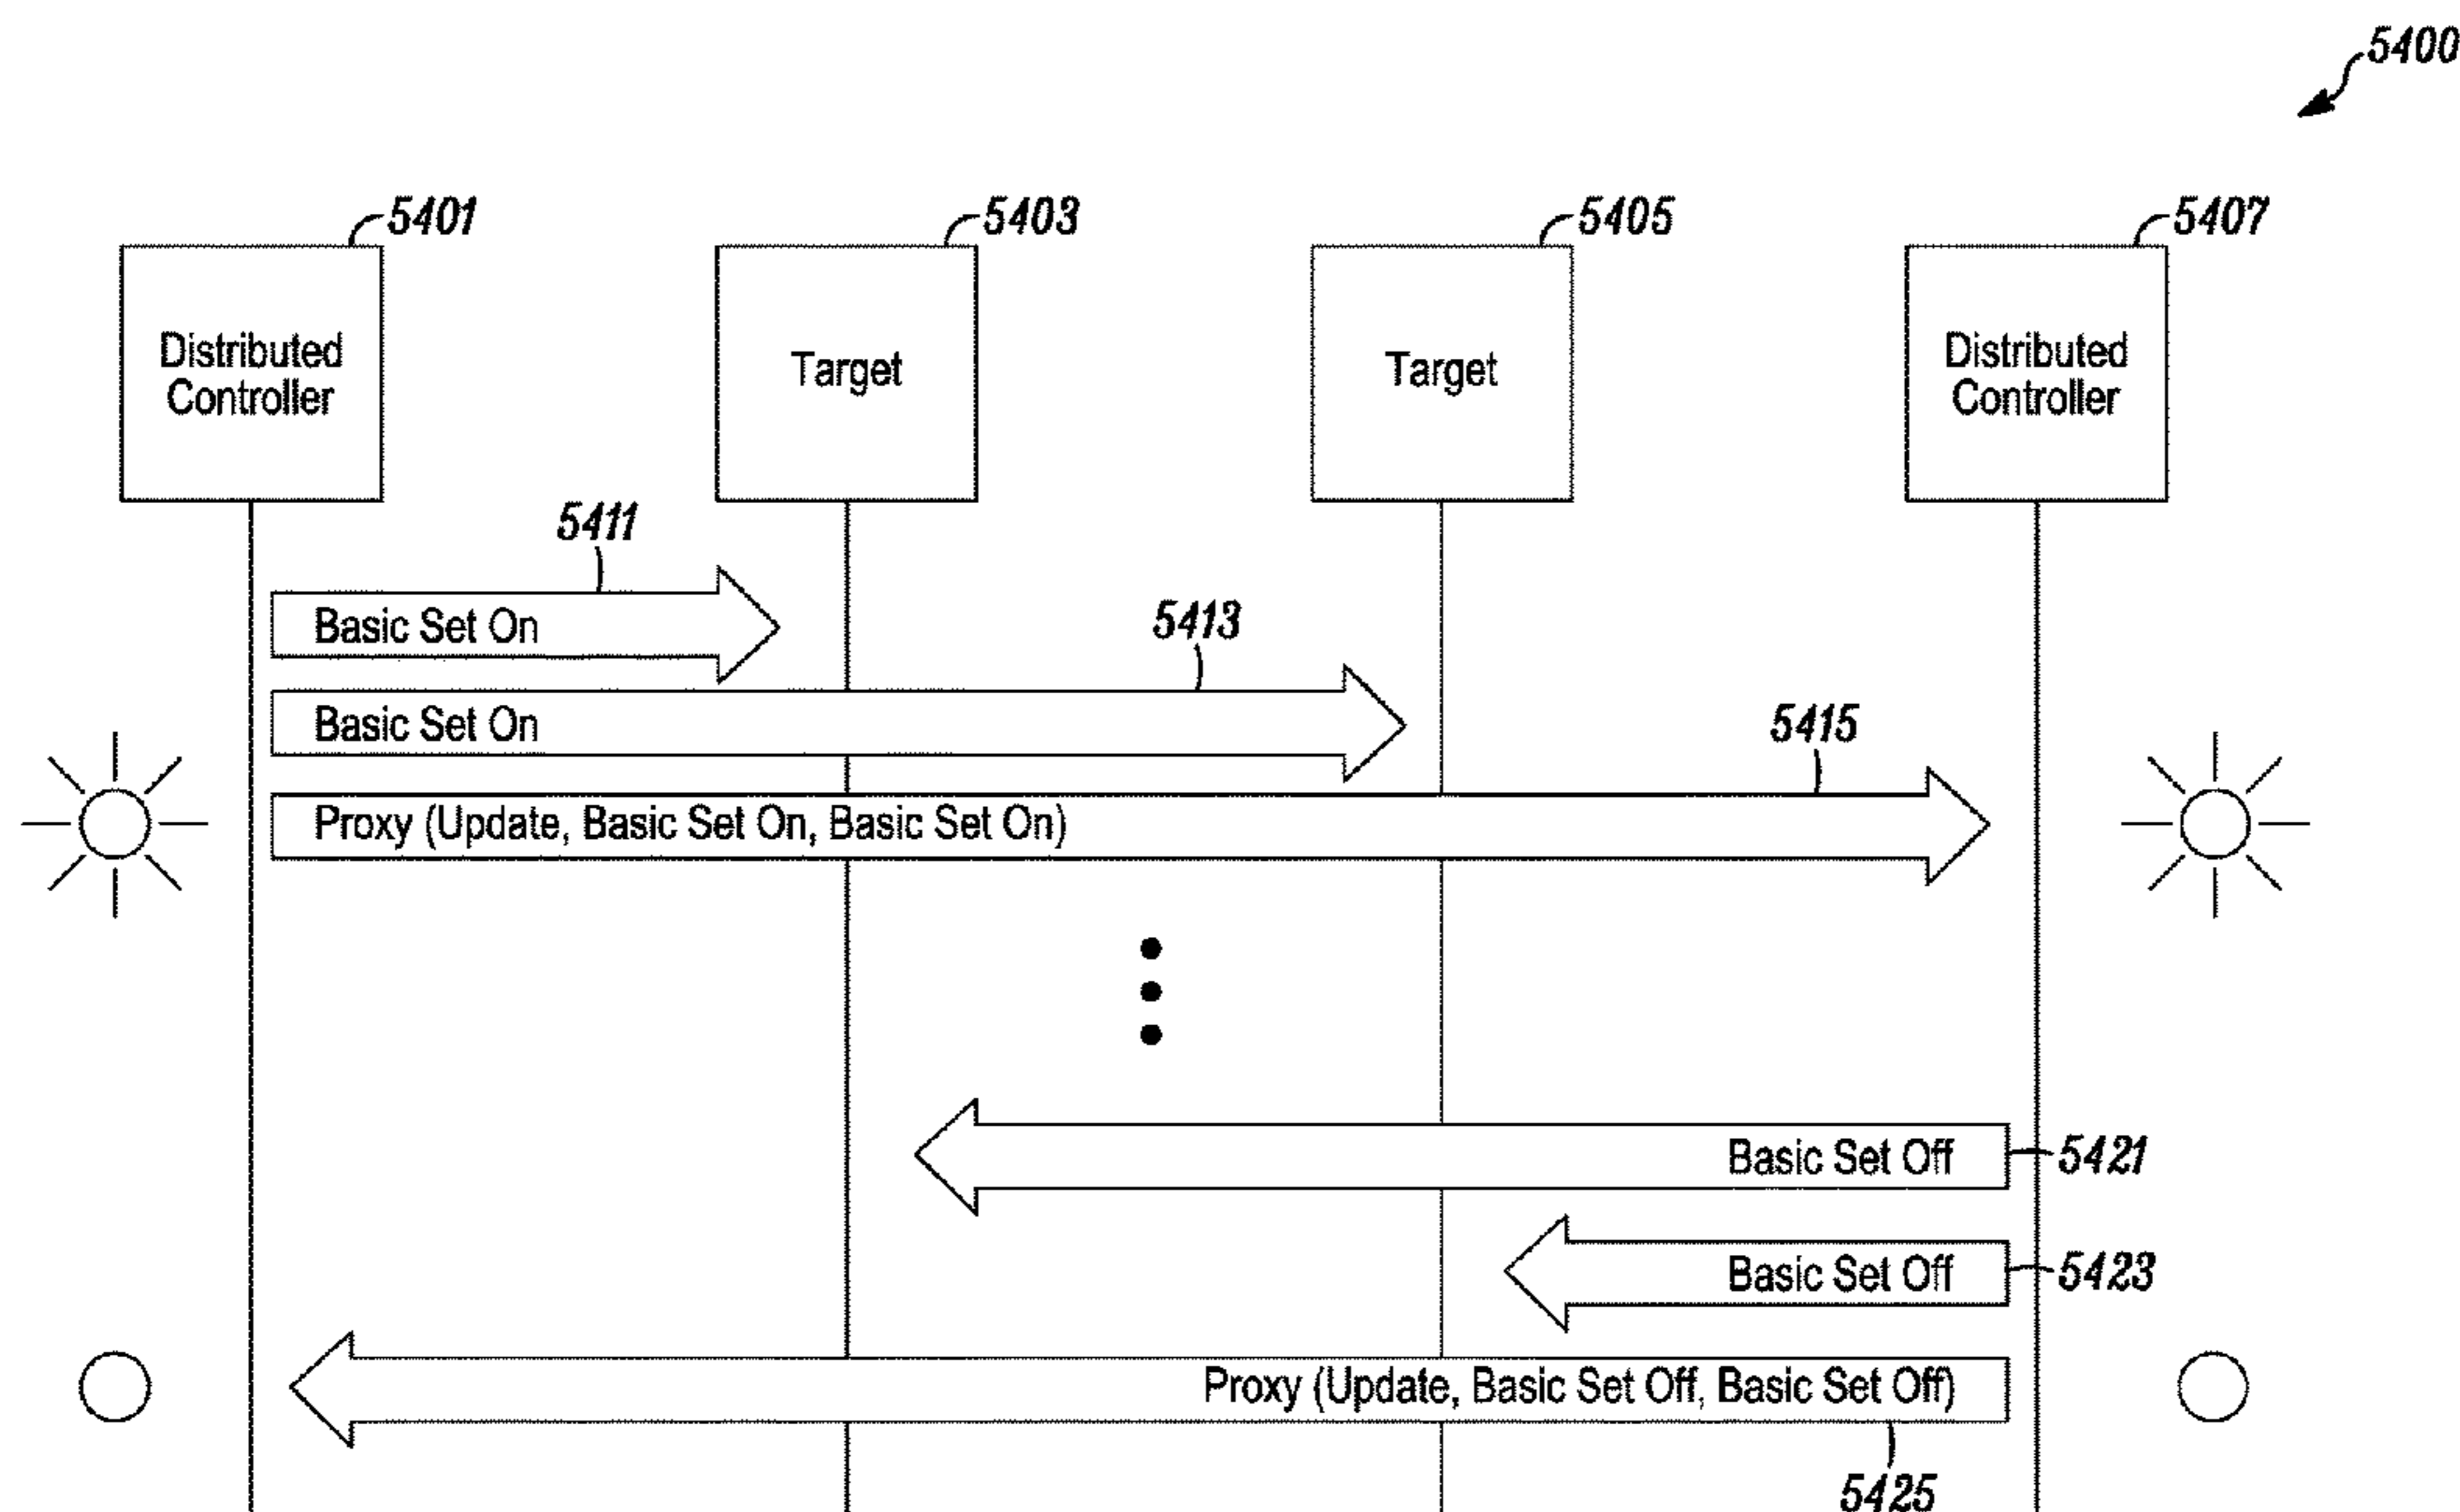 5400
5401
5403
5405
5407
Distributed
Controller
Target
Target
Distributed
Controller
5411
Basic Set On
5413
Basic Set On
5415
Proxy (Update, Basic Set On, Basic Set On)
Basic Set Off
5421
Basic Set Off
5423
Proxy (Update, Basic Set Off, Basic Set Off)
5425